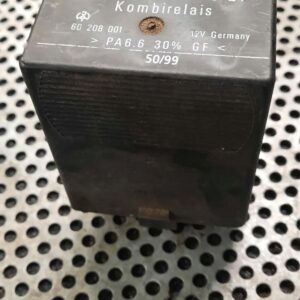 Kombirelais
60 208 001 12V Germany
> PA6.6 30% GF <
50/99